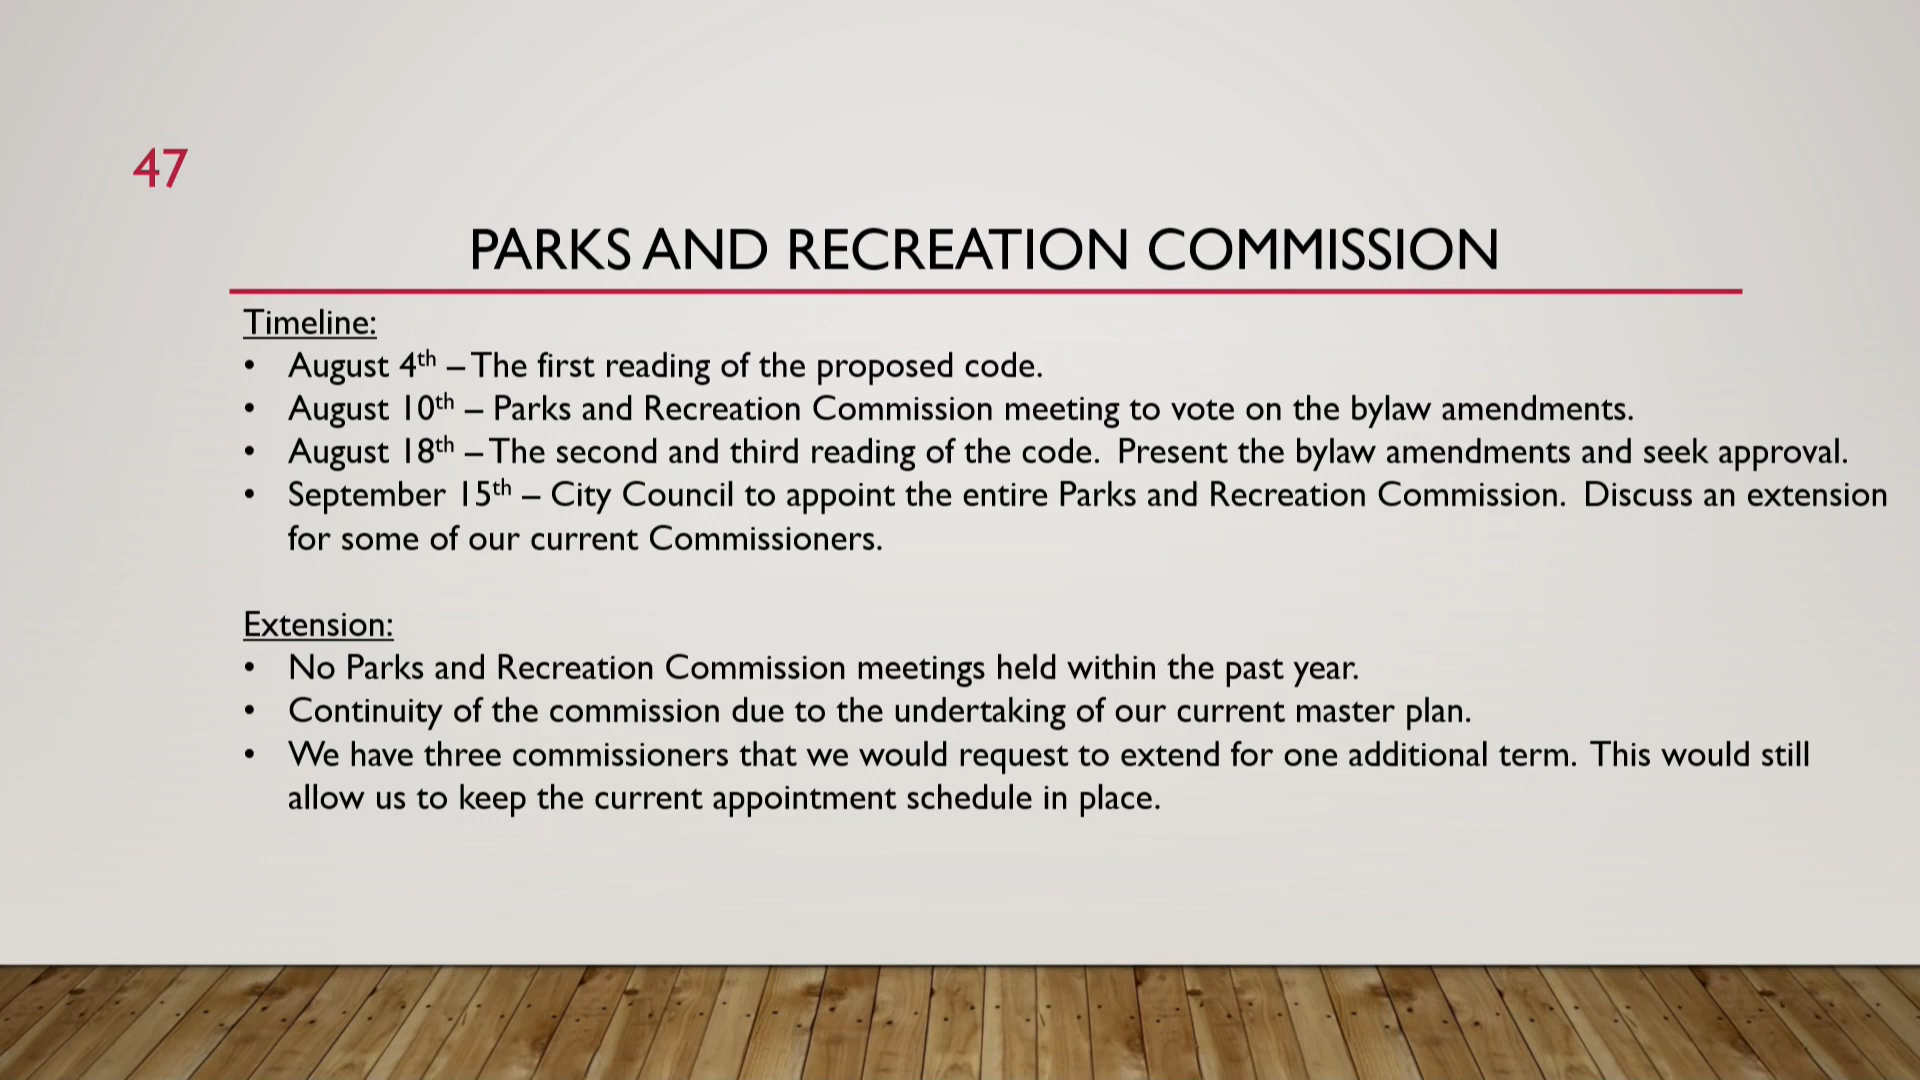 47
PARKS AND RECREATION COMMISSION
Timeline:
• August 4th – The first reading of the proposed code.
• August 10th – Parks and Recreation Commission meeting to vote on the bylaw amendments.
• August 18th – The second and third reading of the code.  Present the bylaw amendments and seek approval.
• September 15th – City Council to appoint the entire Parks and Recreation Commission.  Discuss an extension
for some of our current Commissioners.
Extension:
• No Parks and Recreation Commission meetings held within the past year.
• Continuity of the commission due to the undertaking of our current master plan.
• We have three commissioners that we would request to extend for one additional term. This would still
allow us to keep the current appointment schedule in place.